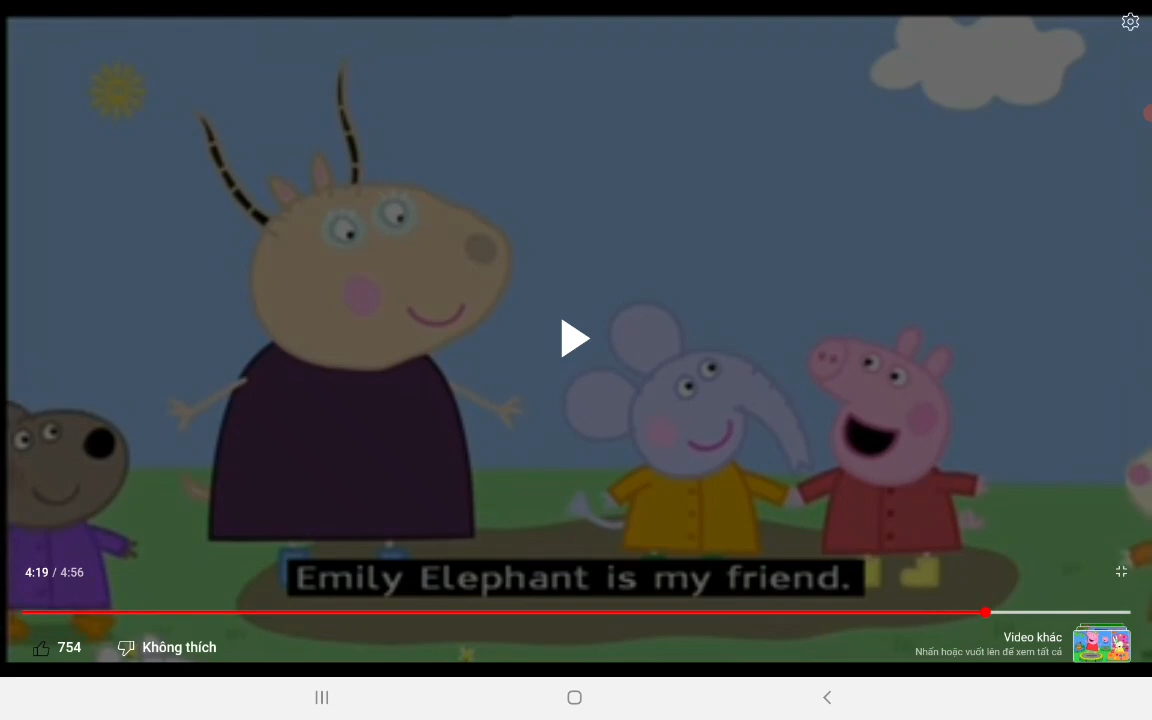 Emily Elephant is my friend.
4:19 / 4:56
754 Không thích
Video khác
Nhấn hoặc vuốt lên để xem tất cả